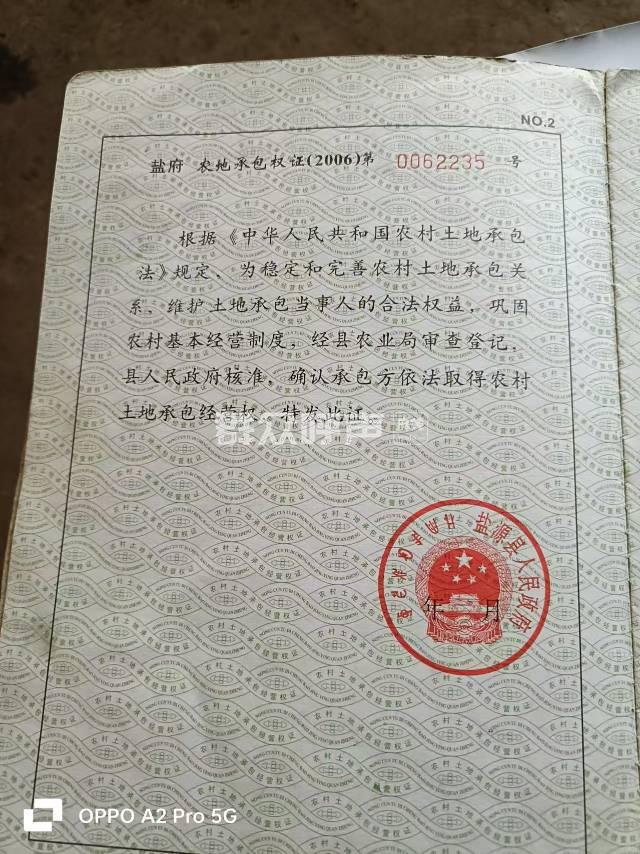 NO.2
盐府 农地承包权证(2006)第 0062235 号
根据《中华人民共和国农村土地承包
法》规定、为稳定和完善农村土地承包关
系、维护土地承包当事人的合法权益，巩固
农村基本经营制度，经县农业局审查登记，
县人民政府核准，确认承包方依法取得农村
土地承包经营权，特发此证
群众呼声
盐源县人民政府
年 月
OPPO A2 Pro 5G